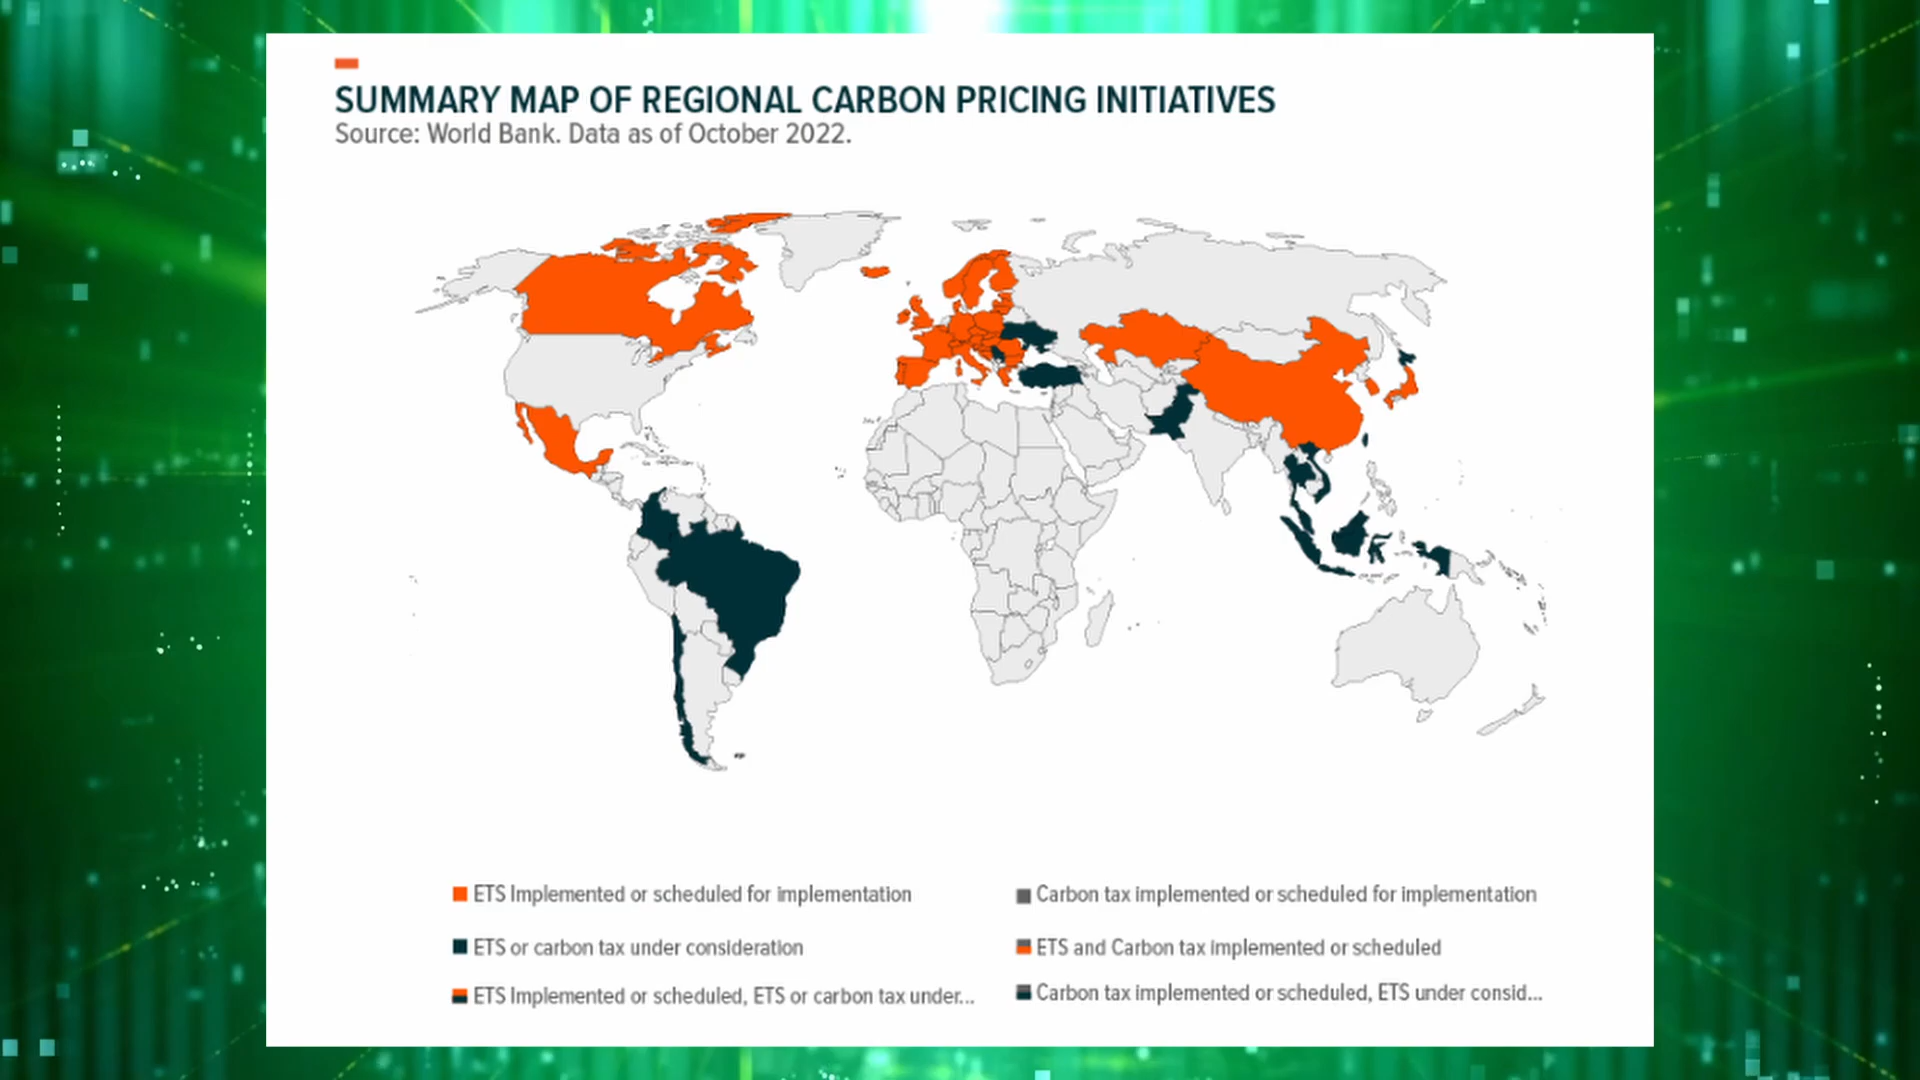 SUMMARY MAP OF REGIONAL CARBON PRICING INITIATIVES
Source: World Bank. Data as of October 2022.
ETS Implemented or scheduled for implementation
Carbon tax implemented or scheduled for implementation
ETS or carbon tax under consideration
ETS and Carbon tax implemented or scheduled
ETS Implemented or scheduled, ETS or carbon tax under...
Carbon tax implemented or scheduled, ETS under consid...